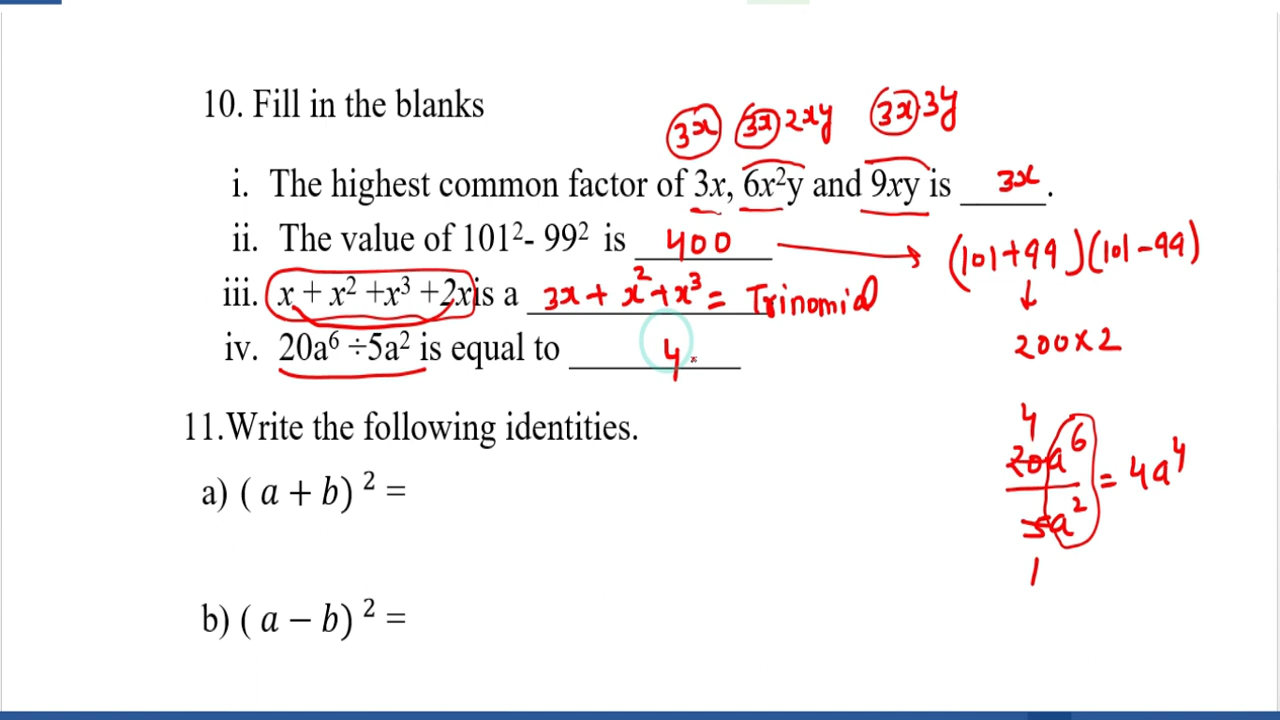 10. Fill in the blanks
3x 3x 2xy 3x 3y
i. The highest common factor of 3x, 6x²y and 9xy is 3x.
ii. The value of 101²- 99² is 400 → (101+99)(101-99)
↓
200 x 2
iii. x + x² +x³ +2x is a 3x + x² + x³ = Trinomial
iv. 20a⁶ ÷5a² is equal to 4
4
20a⁶ / 5a² = 4a⁴
1
11.Write the following identities.
a) ( a + b) ² =
b) ( a − b) ² =